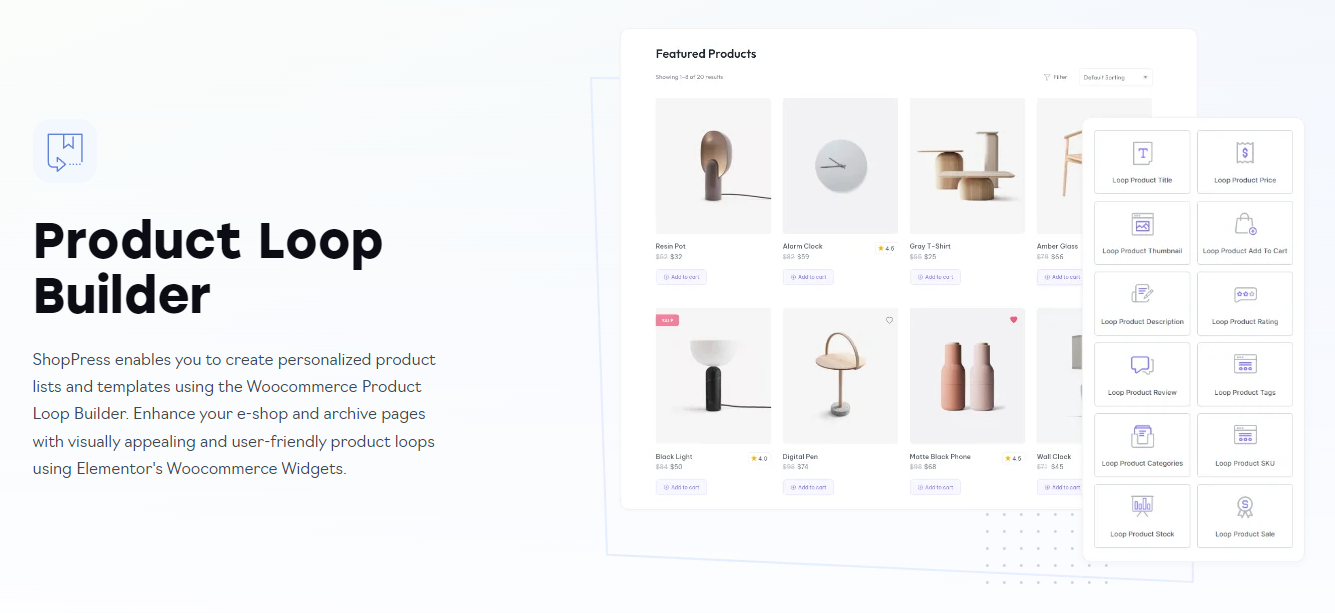 Product Loop
Builder
ShopPress enables you to create personalized product
lists and templates using the Woocommerce Product
Loop Builder. Enhance your e-shop and archive pages
with visually appealing and user-friendly product loops
using Elementor's Woocommerce Widgets.
Featured Products
Showing 1-8 of 20 results
Filter
Default Sorting
Resin Pot
$52 $32
Add to cart
Alarm Clock
4.6
$82 $59
Add to cart
Gray T-Shirt
$55 $25
Add to cart
Amber Glass
$78 $66
Add to cart
SALE
Black Light
4.0
$84 $50
Add to cart
Digital Pen
$98 $74
Add to cart
Matte Black Phone
4.5
$98 $68
Add to cart
Wall Clock
$71 $45
Add to cart
Loop Product Title
Loop Product Price
Loop Product Thumbnail
Loop Product Add To Cart
Loop Product Description
Loop Product Rating
Loop Product Review
Loop Product Tags
Loop Product Categories
Loop Product SKU
Loop Product Stock
Loop Product Sale